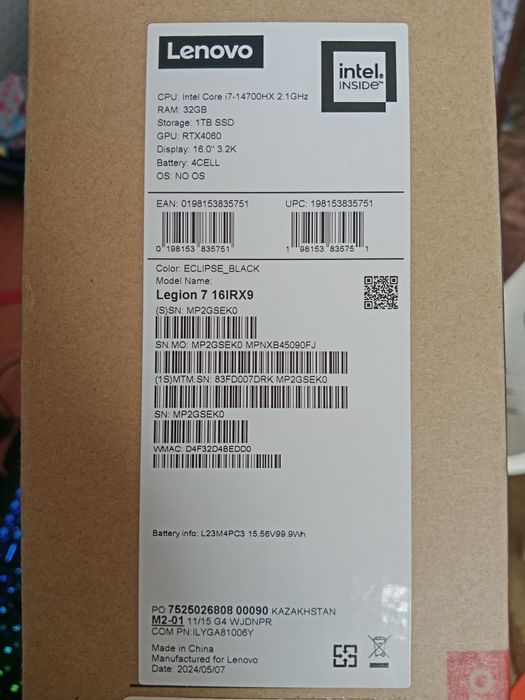 Lenovo
intel
INSIDE™
CPU: Intel Core i7-14700HX 2.1GHz
RAM: 32GB
Storage: 1TB SSD
GPU: RTX4060
Display: 16.0" 3.2K
Battery: 4CELL
OS: NO OS
EAN: 0198153835751 UPC: 198153835751
0 198153 835751 1 98153 83575 1
Color: ECLIPSE_BLACK
Model Name:
Legion 7 16IRX9
(S)SN: MP2GSEK0
SN.MO: MP2GSEK0 MPNXB45090FJ
(1S)MTM.SN: 83FD007DRK MP2GSEK0
SN: MP2GSEK0
WMAC: D4F32D4BEDD0
Battery info: L23M4PC3 15.56V99.9Wh
PO:7525026808 00090 KAZAKHSTAN
M2-01 11/15 G4 WJDNPR
COM PN:ILYGA81006Y
Made in China
Manufactured for Lenovo
Date: 2024/05/07